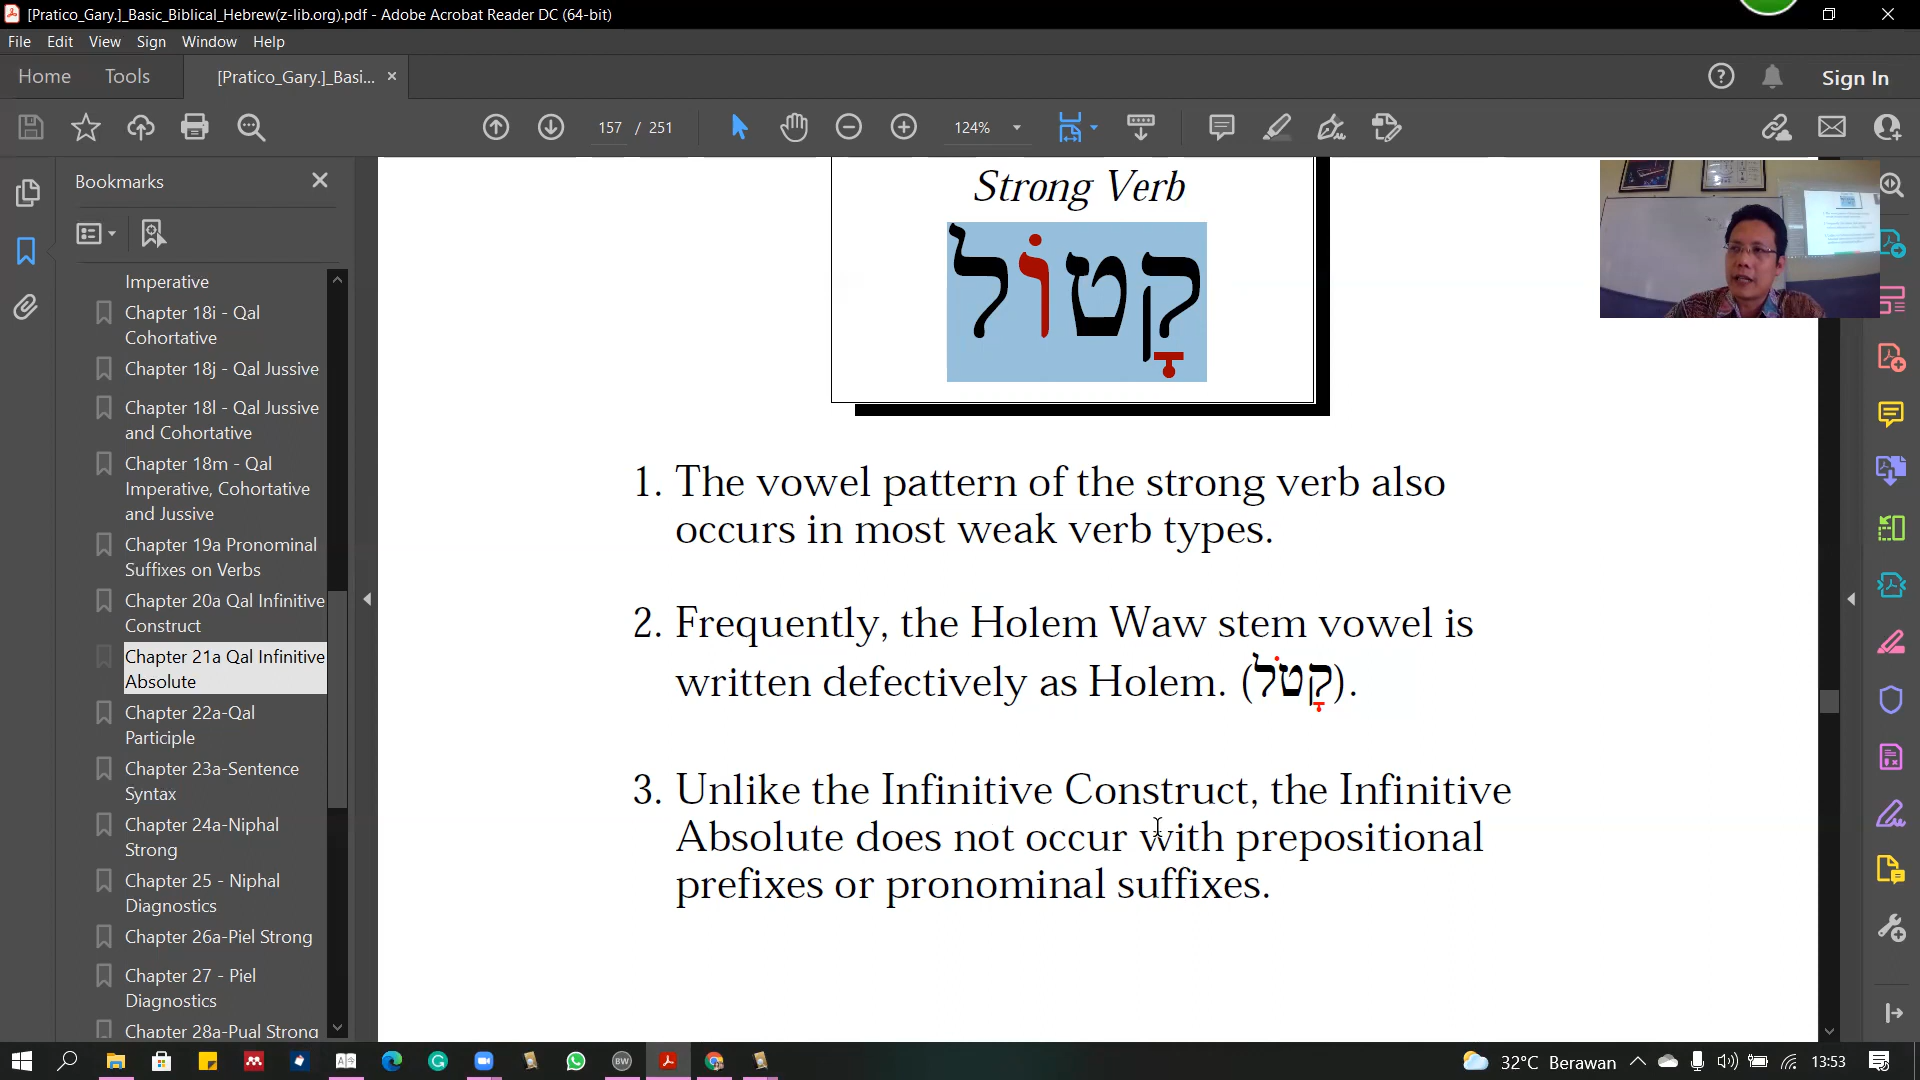 [Pratico_Gary.]_Basic_Biblical_Hebrew(z-lib.org).pdf - Adobe Acrobat Reader DC (64-bit)
File Edit View Sign Window Help
Home Tools [Pratico_Gary.]_Basi... × Sign In
157 / 251 124%
Bookmarks
Imperative
Chapter 18i - Qal
Cohortative
Chapter 18j - Qal Jussive
Chapter 18l - Qal Jussive
and Cohortative
Chapter 18m - Qal
Imperative, Cohortative
and Jussive
Chapter 19a Pronominal
Suffixes on Verbs
Chapter 20a Qal Infinitive
Construct
Chapter 21a Qal Infinitive
Absolute
Chapter 22a-Qal
Participle
Chapter 23a-Sentence
Syntax
Chapter 24a-Niphal
Strong
Chapter 25 - Niphal
Diagnostics
Chapter 26a-Piel Strong
Chapter 27 - Piel
Diagnostics
Chapter 28a-Pual Strong
Strong Verb
קָטוֹל
1. The vowel pattern of the strong verb also
occurs in most weak verb types.
2. Frequently, the Holem Waw stem vowel is
written defectively as Holem. (קָטֹל).
3. Unlike the Infinitive Construct, the Infinitive
Absolute does not occur with prepositional
prefixes or pronominal suffixes.
BW
32°C Berawan 13:53